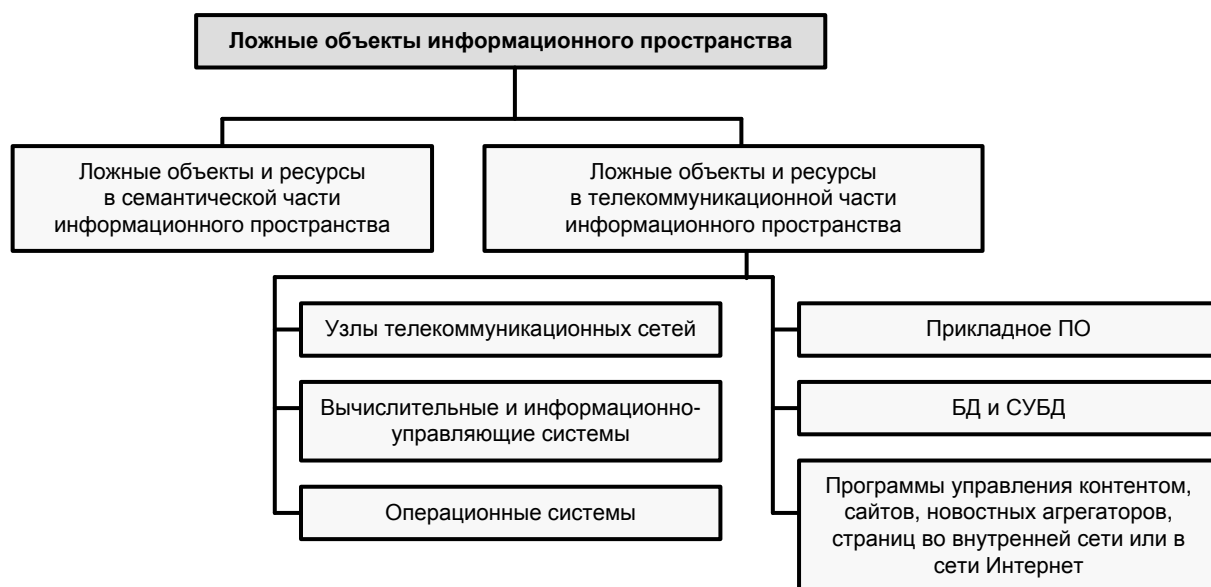 Ложные объекты информационного пространства
Ложные объекты и ресурсы
в семантической части
информационного пространства
Ложные объекты и ресурсы
в телекоммуникационной части
информационного пространства
Узлы телекоммуникационных сетей
Вычислительные и информационно-
управляющие системы
Операционные системы
Прикладное ПО
БД и СУБД
Программы управления контентом,
сайтов, новостных агрегаторов,
страниц во внутренней сети или в
сети Интернет